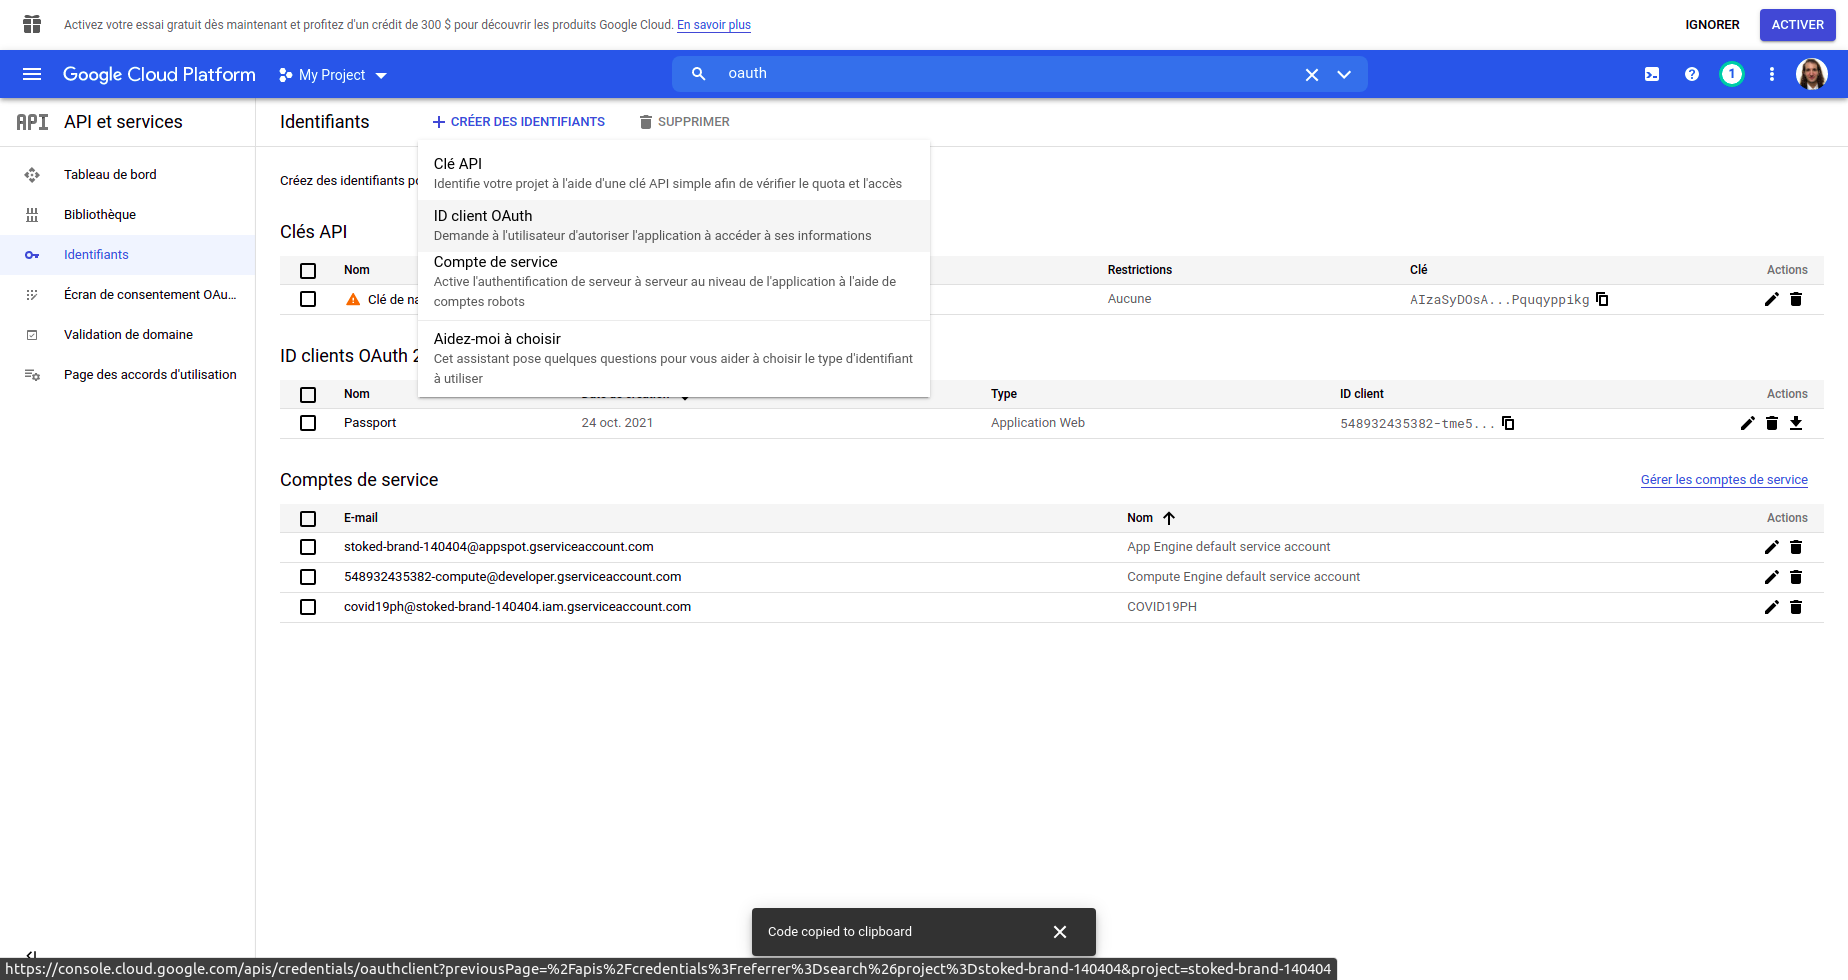 Activez votre essai gratuit dès maintenant et profitez d'un crédit de 300 $ pour découvrir les produits Google Cloud. En savoir plus
IGNORER
ACTIVER
Google Cloud Platform
My Project
oauth
1
API
API et services
Identifiants
CRÉER DES IDENTIFIANTS
SUPPRIMER
Tableau de bord
Bibliothèque
Identifiants
Écran de consentement OAu...
Validation de domaine
Page des accords d'utilisation
Créez des identifiants
Clé API
Identifie votre projet à l'aide d'une clé API simple afin de vérifier le quota et l'accès
ID client OAuth
Demande à l'utilisateur d'autoriser l'application à accéder à ses informations
Compte de service
Active l'authentification de serveur à serveur au niveau de l'application à l'aide de
comptes robots
Aidez-moi à choisir
Cet assistant pose quelques questions pour vous aider à choisir le type d'identifiant
à utiliser
Clés API
Nom
Restrictions
Clé
Actions
Clé de
Aucune
AIzaSyDOsA...Pquqyppikg
ID clients OAuth 2
Nom
Type
ID client
Actions
Passport
24 oct. 2021
Application Web
548932435382-tme5...
Comptes de service
Gérer les comptes de service
E-mail
Nom
Actions
stoked-brand-140404@appspot.gserviceaccount.com
App Engine default service account
548932435382-compute@developer.gserviceaccount.com
Compute Engine default service account
covid19ph@stoked-brand-140404.iam.gserviceaccount.com
COVID19PH
Code copied to clipboard
https://console.cloud.google.com/apis/credentials/oauthclient?previousPage=%2Fapis%2Fcredentials%3Freferrer%3Dsearch%26project%3Dstoked-brand-140404&project=stoked-brand-140404